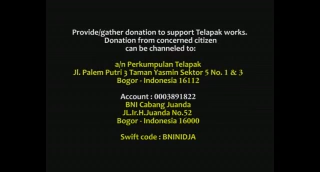 Provide/gather donation to support Telapak works.
Donation from concerned citizen
can be channeled to:
a/n Perkumpulan Telapak
Jl. Palem Putri 3 Taman Yasmin Sektor 5 No. 1 & 3
Bogor - Indonesia 16112
Account : 0003891822
BNI Cabang Juanda
JL.Ir.H.Juanda No.52
Bogor - Indonesia 16000
Swift code : BNINIDJA